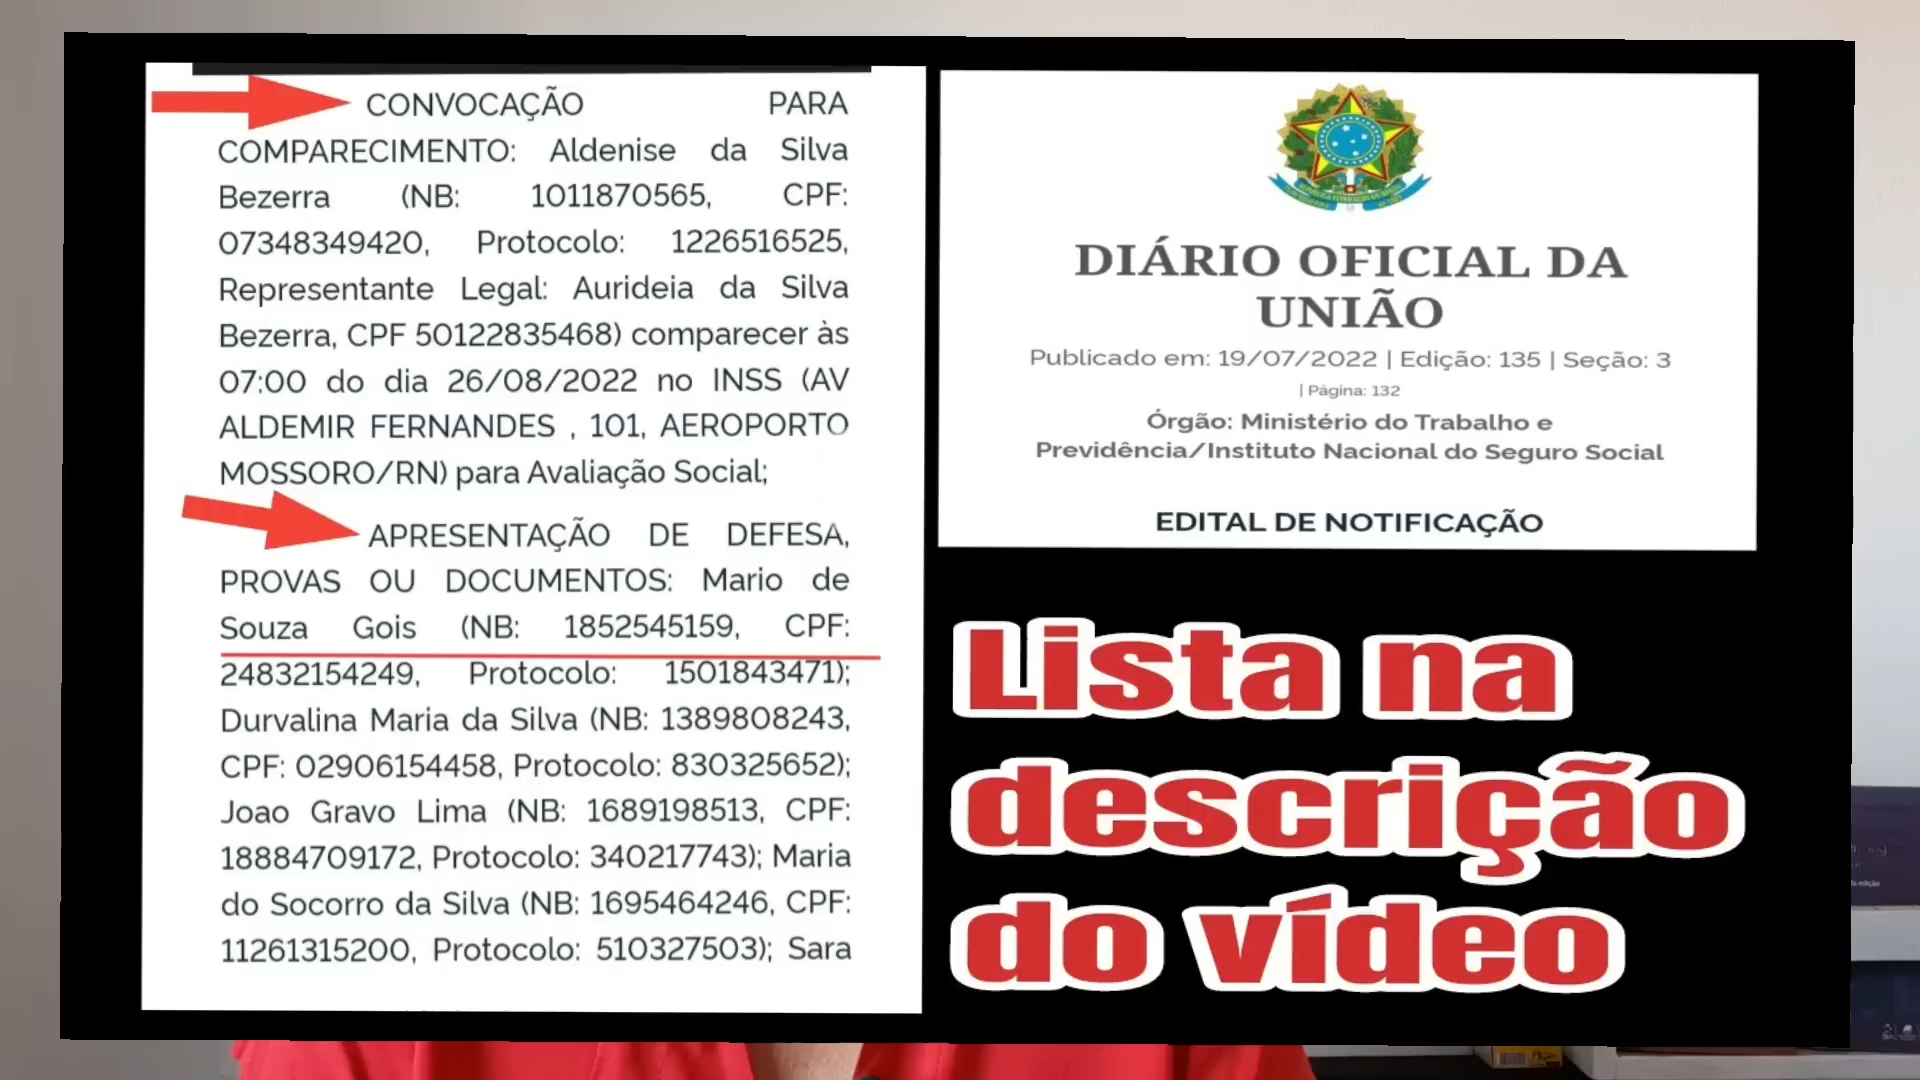 CONVOCAÇÃO PARA
COMPARECIMENTO: Aldenise da Silva
Bezerra (NB: 1011870565, CPF:
07348349420, Protocolo: 1226516525,
Representante Legal: Aurideia da Silva
Bezerra, CPF 50122835468) comparecer às
07:00 do dia 26/08/2022 no INSS (AV
ALDEMIR FERNANDES , 101, AEROPORTO
MOSSORO/RN) para Avaliação Social;
APRESENTAÇÃO DE DEFESA,
PROVAS OU DOCUMENTOS: Mario de
Souza Gois (NB: 1852545159, CPF:
24832154249, Protocolo: 1501843471);
Durvalina Maria da Silva (NB: 1389808243,
CPF: 02906154458, Protocolo: 830325652);
Joao Gravo Lima (NB: 1689198513, CPF:
18884709172, Protocolo: 340217743); Maria
do Socorro da Silva (NB: 1695464246, CPF:
11261315200, Protocolo: 510327503); Sara
DIÁRIO OFICIAL DA
UNIÃO
Publicado em: 19/07/2022 | Edição: 135 | Seção: 3
| Página: 132
Órgão: Ministério do Trabalho e
Previdência/Instituto Nacional do Seguro Social
EDITAL DE NOTIFICAÇÃO
Lista na
descrição
do vídeo